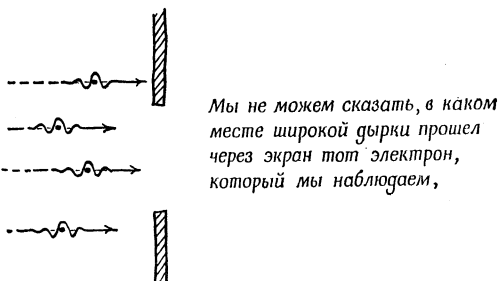 Мы не можем сказать, в каком
месте широкой дырки прошел
через экран тот электрон,
который мы наблюдаем,